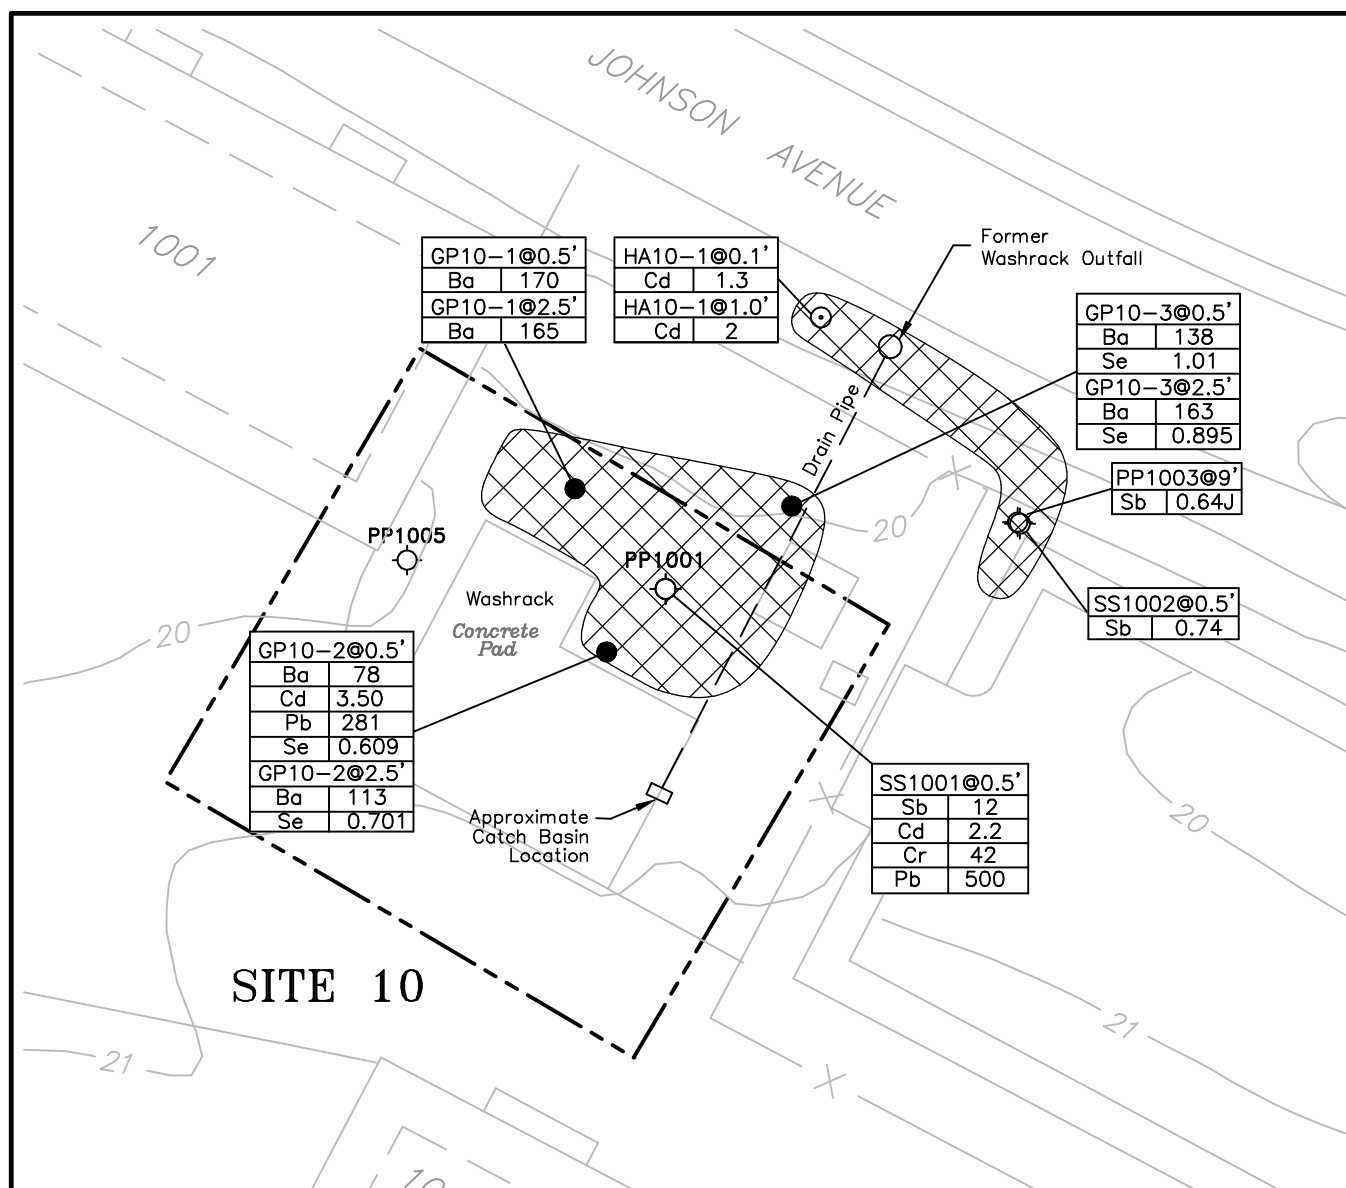 JOHNSON AVENUE
1001
Former
Washrack Outfall
GP10-1@0.5'
Ba 170
GP10-1@2.5'
Ba 165
HA10-1@0.1'
Cd 1.3
HA10-1@1.0'
Cd 2
GP10-3@0.5'
Ba 138
Se 1.01
GP10-3@2.5'
Ba 163
Se 0.895
Drain Pipe
X
PP1003@9'
Sb 0.64J
20
PP1005
PP1001
Washrack
Concrete
Pad
SS1002@0.5'
Sb 0.74
20
GP10-2@0.5'
Ba 78
Cd 3.50
Pb 281
Se 0.609
GP10-2@2.5'
Ba 113
Se 0.701
SS1001@0.5'
Sb 12
Cd 2.2
Cr 42
Pb 500
X
20
Approximate
Catch Basin
Location
SITE 10
21
21
X